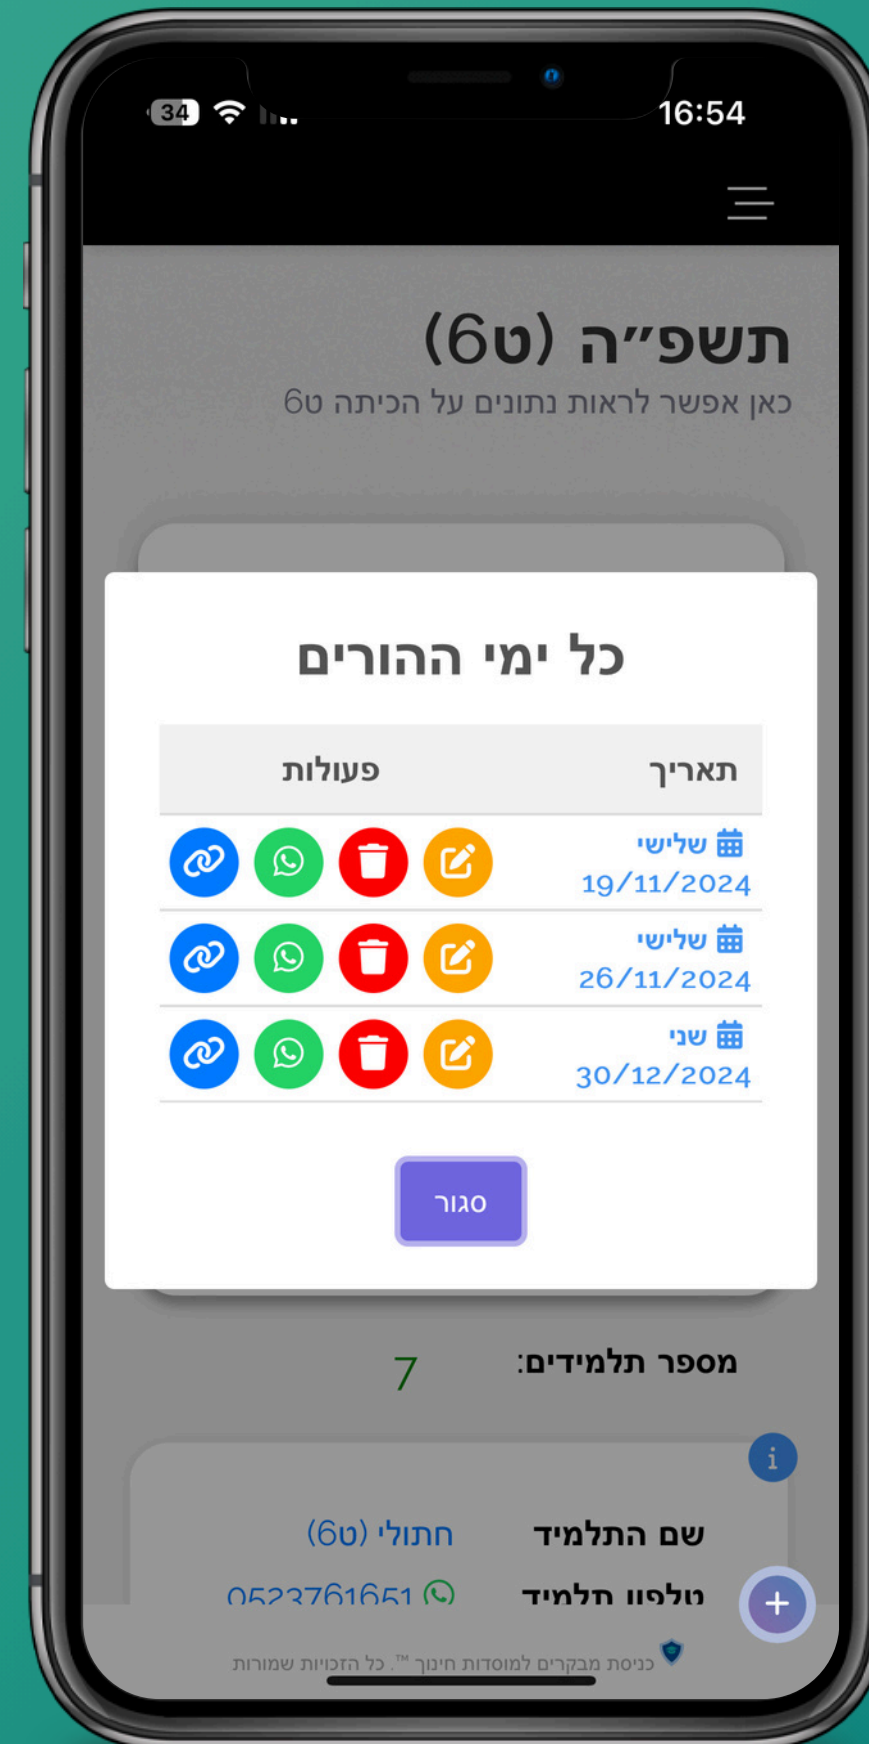 34 16:54
תשפ״ה (ט6)
כאן אפשר לראות נתונים על הכיתה ט6
כל ימי ההורים
תאריך פעולות
שלישי
19/11/2024
שלישי
26/11/2024
שני
30/12/2024
סגור
מספר תלמידים: 7
שם התלמיד חתולי (ט6)
טלפון תלמיד 0523761651
כניסת מבקרים למוסדות חינוך ™. כל הזכויות שמורות